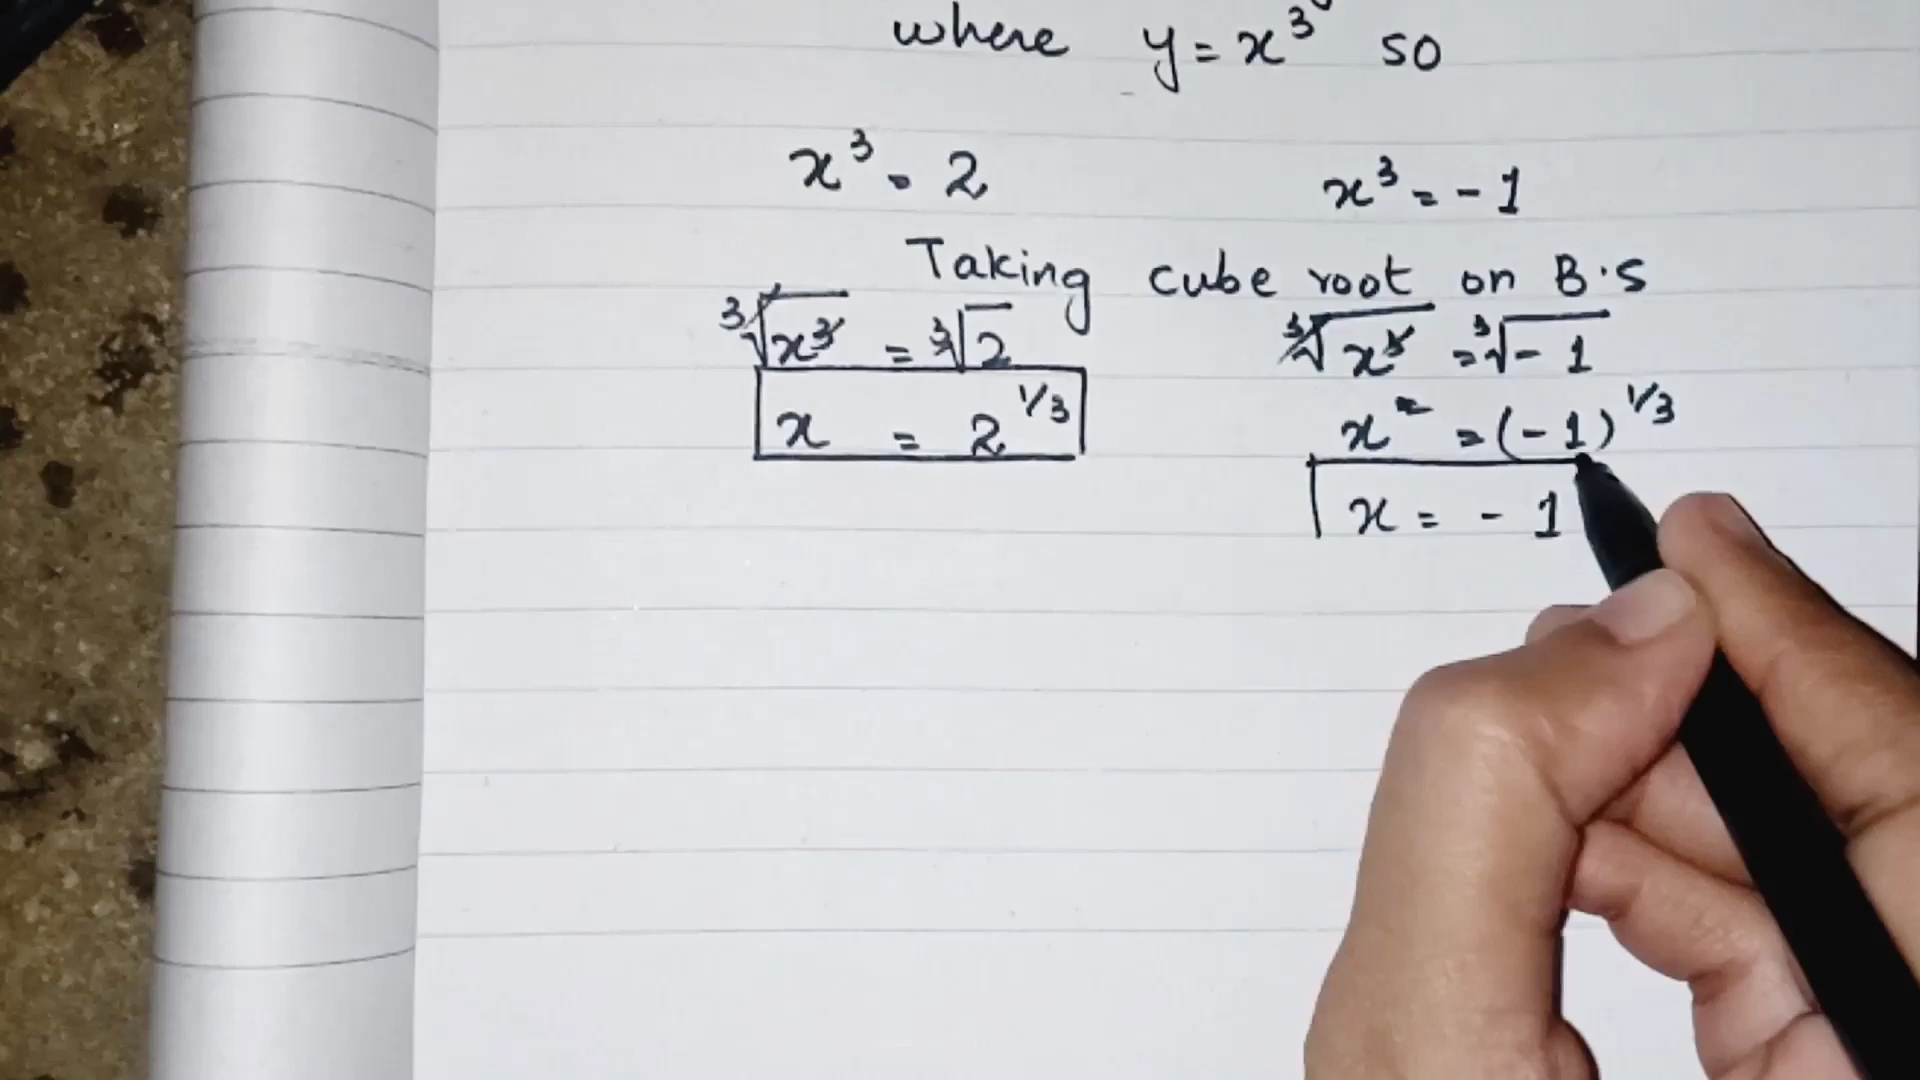 where y = x³ so
x³ = 2 x³ = - 1
Taking cube root on B.S
∛x³ = ∛2 ∛x³ = ∛- 1
x = 2^1/3 x = (- 1)^1/3
x = - 1